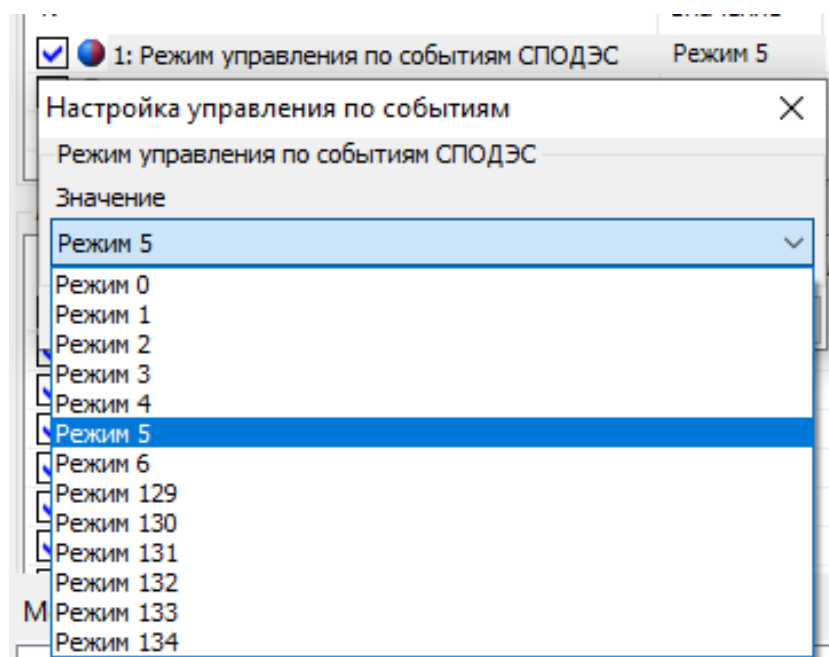 1: Режим управления по событиям СПОДЭС Режим 5
Настройка управления по событиям
Режим управления по событиям СПОДЭС
Значение
Режим 5
Режим 0
Режим 1
Режим 2
Режим 3
Режим 4
Режим 5
Режим 6
Режим 129
Режим 130
Режим 131
Режим 132
М
Режим 133
Режим 134